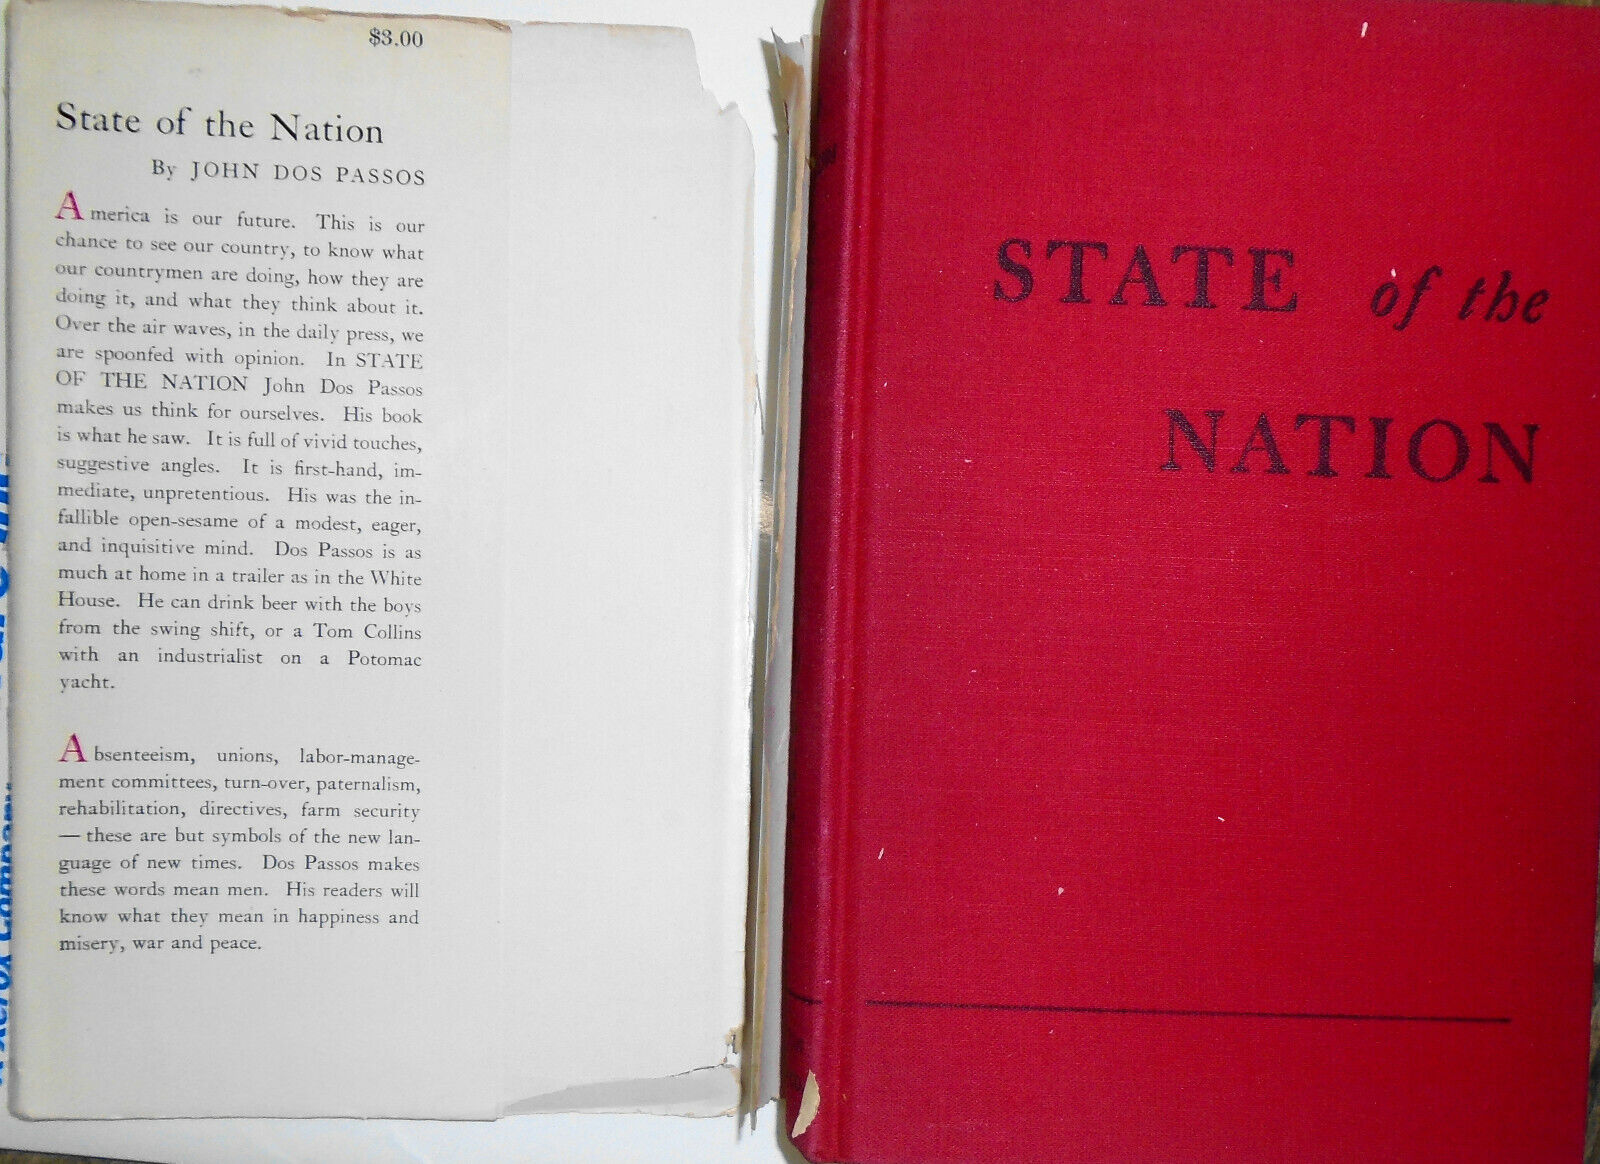 $3.00
State of the Nation
By JOHN DOS PASSOS
America is our future. This is our
chance to see our country, to know what
our countrymen are doing, how they are
doing it, and what they think about it.
Over the air waves, in the daily press, we
are spoonfed with opinion. In STATE
OF THE NATION John Dos Passos
makes us think for ourselves. His book
is what he saw. It is full of vivid touches,
suggestive angles. It is first-hand, im-
mediate, unpretentious. His was the in-
fallible open-sesame of a modest, eager,
and inquisitive mind. Dos Passos is as
much at home in a trailer as in the White
House. He can drink beer with the boys
from the swing shift, or a Tom Collins
with an industrialist on a Potomac
yacht.
Absenteeism, unions, labor-manage-
ment committees, turn-over, paternalism,
rehabilitation, directives, farm security
— these are but symbols of the new lan-
guage of new times. Dos Passos makes
these words mean men. His readers will
know what they mean in happiness and
misery, war and peace.
STATE of the
NATION